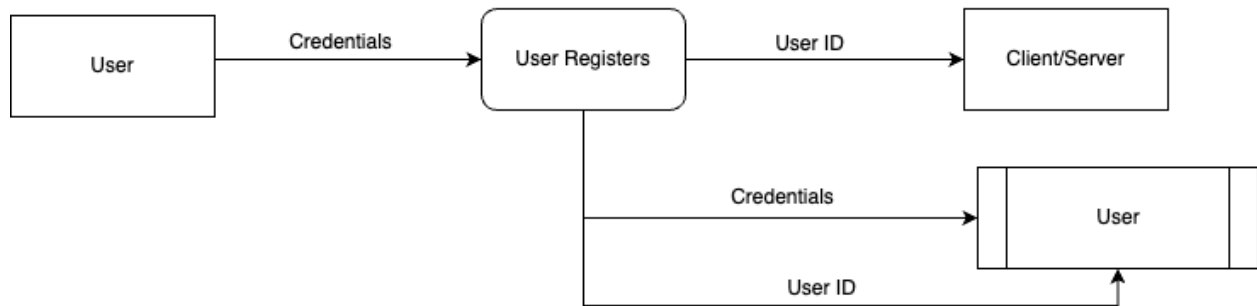 User
Credentials
User Registers
User ID
Client/Server
Credentials
User
User ID